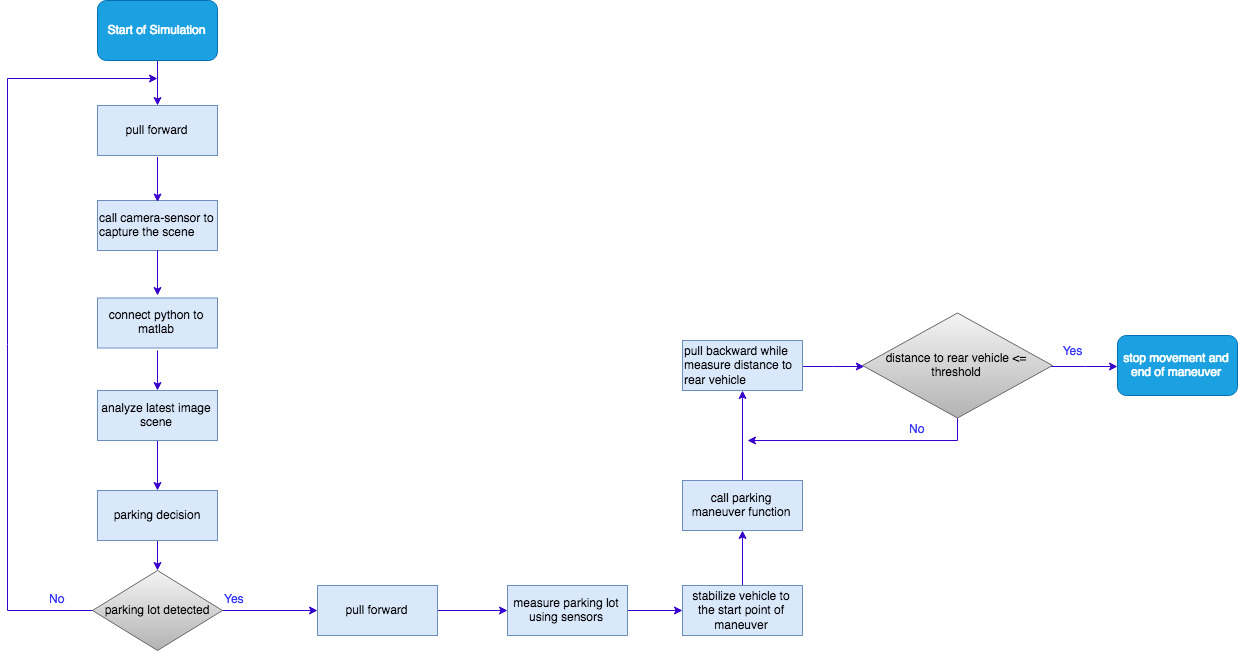 Start of Simulation
pull forward
call camera-sensor to
capture the scene
connect python to
matlab
analyze latest image
scene
parking decision
parking lot detected
No
Yes
pull forward
measure parking lot
using sensors
stabilize vehicle to
the start point of
maneuver
call parking
maneuver function
pull backward while
measure distance to
rear vehicle
distance to rear vehicle <=
threshold
No
Yes
stop movement and
end of maneuver